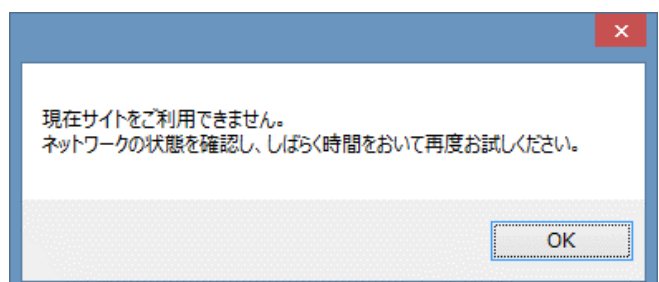 現在サイトをご利用できません。
ネットワークの状態を確認し、しばらく時間をおいて再度お試しください。
OK